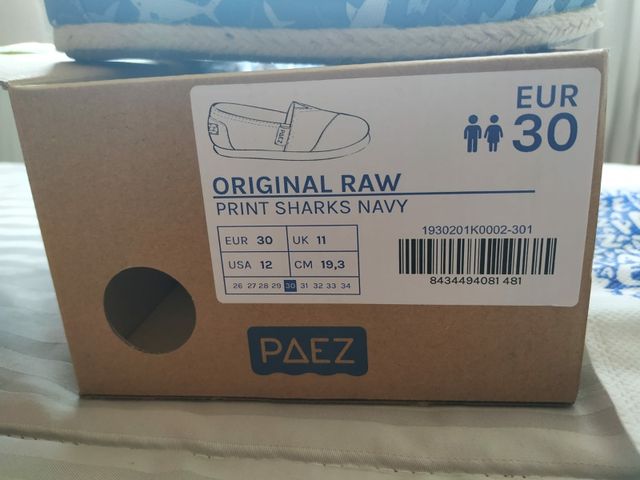 EUR
30
PAEZ
ORIGINAL RAW
PRINT SHARKS NAVY
EUR 30 UK 11
USA 12 CM 19,3
26 27 28 29 30 31 32 33 34
1930201K0002-301
8434494081 481
PAEZ